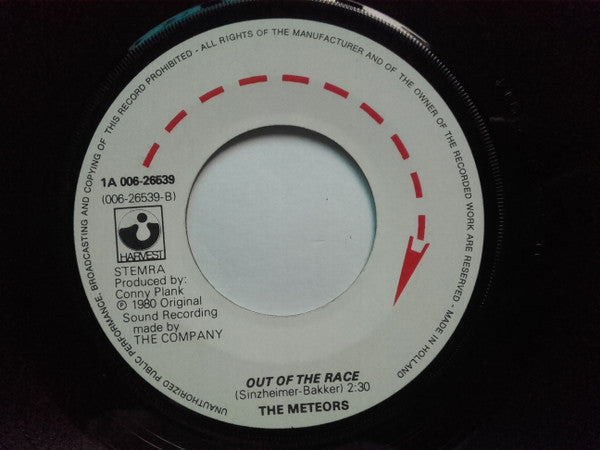 UNAUTHORIZED PUBLIC PERFORMANCE BROADCASTING AND COPYING OF THIS RECORD PROHIBITED - ALL RIGHTS OF THE MANUFACTURER AND OF THE OWNER OF THE RECORDED WORK ARE RESERVED - MADE IN HOLLAND
1A 006-26539
(006-26539-B)
HARVEST
STEMRA
Produced by:
Conny Plank
℗ 1980 Original
Sound Recording
made by
THE COMPANY
OUT OF THE RACE
(Sinzheimer-Bakker) 2:30
THE METEORS